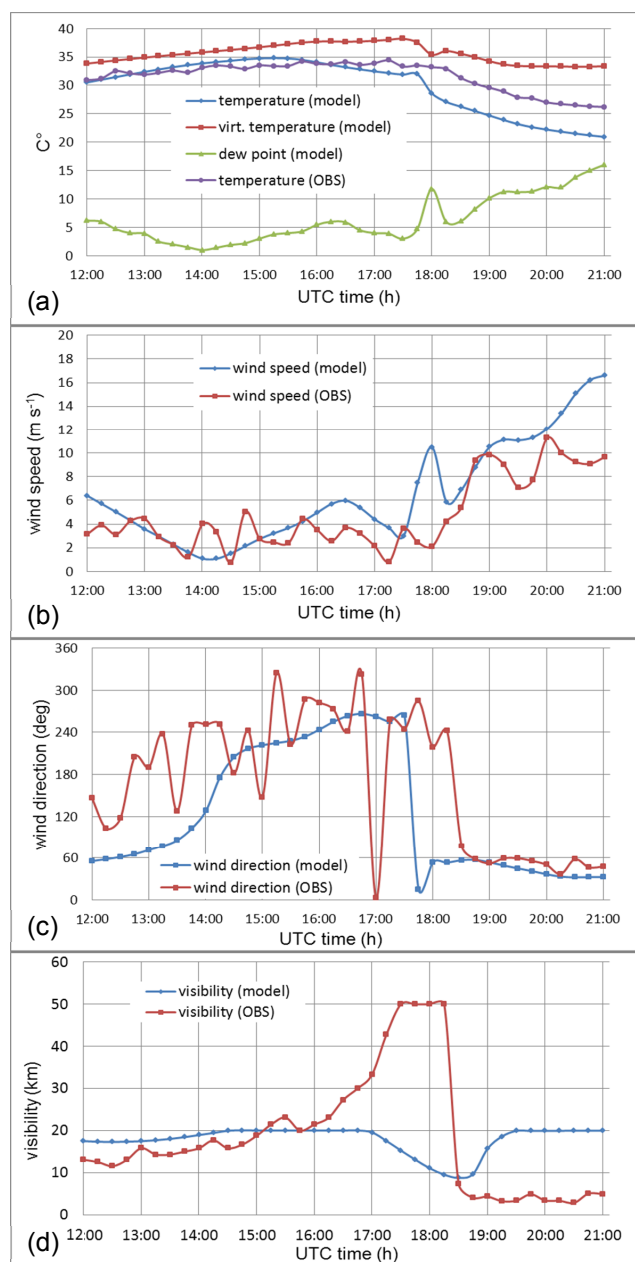 40
35
30
25
20
15
10
5
0
C°
temperature (model)
virt. temperature (model)
dew point (model)
temperature (OBS)
12:00 13:00 14:00 15:00 16:00 17:00 18:00 19:00 20:00 21:00
UTC time (h)
(a)
20
18
16
14
12
10
8
6
4
2
0
wind speed (m s⁻¹)
wind speed (model)
wind speed (OBS)
12:00 13:00 14:00 15:00 16:00 17:00 18:00 19:00 20:00 21:00
UTC time (h)
(b)
360
300
240
180
120
60
0
wind direction (deg)
wind direction (model)
wind direction (OBS)
12:00 13:00 14:00 15:00 16:00 17:00 18:00 19:00 20:00 21:00
UTC time (h)
(c)
60
50
40
30
20
10
0
visibility (km)
visibility (model)
visibility (OBS)
12:00 13:00 14:00 15:00 16:00 17:00 18:00 19:00 20:00 21:00
UTC time (h)
(d)